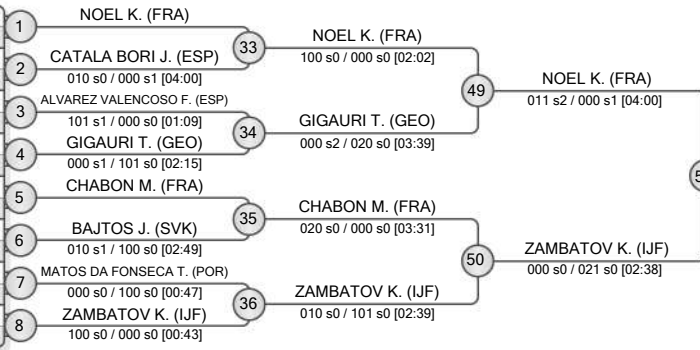 1
NOEL K. (FRA)
2
CATALA BORI J. (ESP)
010 s0 / 000 s1 [04:00]
3
ALVAREZ VALENCOSO F. (ESP)
101 s1 / 000 s0 [01:09]
4
GIGAURI T. (GEO)
000 s1 / 101 s0 [02:15]
5
CHABON M. (FRA)
6
BAJTOS J. (SVK)
010 s1 / 100 s0 [02:49]
7
MATOS DA FONSECA T. (POR)
000 s0 / 100 s0 [00:47]
8
ZAMBATOV K. (IJF)
100 s0 / 000 s0 [00:43]
33
NOEL K. (FRA)
100 s0 / 000 s0 [02:02]
34
GIGAURI T. (GEO)
000 s2 / 020 s0 [03:39]
35
CHABON M. (FRA)
020 s0 / 000 s0 [03:31]
36
ZAMBATOV K. (IJF)
010 s0 / 101 s0 [02:39]
49
NOEL K. (FRA)
011 s2 / 000 s1 [04:00]
50
ZAMBATOV K. (IJF)
000 s0 / 021 s0 [02:38]